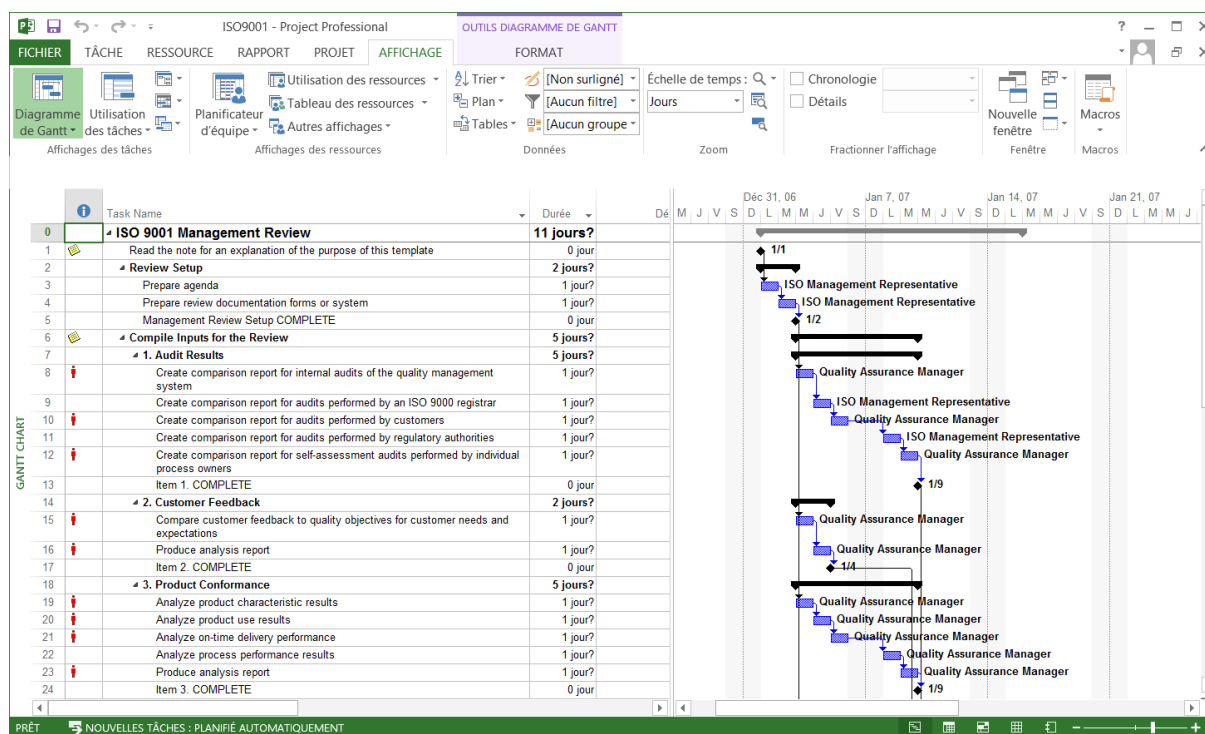 ISO9001 - Project Professional
OUTILS DIAGRAMME DE GANTT
FICHIER TÂCHE RESSOURCE RAPPORT PROJET AFFICHAGE FORMAT
Diagramme de Gantt
Utilisation des tâches
Affichages des tâches
Planificateur d'équipe
Utilisation des ressources
Tableau des ressources
Autres affichages
Affichages des ressources
Trier [Non surligné]
Plan [Aucun filtre]
Tables [Aucun groupe
Données
Échelle de temps :
Jours
Zoom
Chronologie
Détails
Fractionner l'affichage
Nouvelle fenêtre
Fenêtre
Macros
Macros
Déc 31, 06 Jan 7, 07 Jan 14, 07 Jan 21, 07
Task Name Durée Dé M J V S D L M M J V S D L M M J V S D L M M J V S D L M M J
0 ISO 9001 Management Review 11 jours?
1 Read the note for an explanation of the purpose of this template 0 jour 1/1
2 Review Setup 2 jours?
3 Prepare agenda 1 jour? ISO Management Representative
4 Prepare review documentation forms or system 1 jour? ISO Management Representative
5 Management Review Setup COMPLETE 0 jour 1/2
6 Compile Inputs for the Review 5 jours?
7 1. Audit Results 5 jours?
8 Create comparison report for internal audits of the quality management 1 jour? Quality Assurance Manager
system
9 Create comparison report for audits performed by an ISO 9000 registrar 1 jour? ISO Management Representative
10 Create comparison report for audits performed by customers 1 jour? Quality Assurance Manager
11 Create comparison report for audits performed by regulatory authorities 1 jour? ISO Management Representative
12 Create comparison report for self-assessment audits performed by individual 1 jour? Quality Assurance Manager
process owners
13 Item 1. COMPLETE 0 jour 1/9
14 2. Customer Feedback 2 jours?
15 Compare customer feedback to quality objectives for customer needs and 1 jour? Quality Assurance Manager
expectations
16 Produce analysis report 1 jour? Quality Assurance Manager
17 Item 2. COMPLETE 0 jour 1/4
18 3. Product Conformance 5 jours?
19 Analyze product characteristic results 1 jour? Quality Assurance Manager
20 Analyze product use results 1 jour? Quality Assurance Manager
21 Analyze on-time delivery performance 1 jour? Quality Assurance Manager
22 Analyze process performance results 1 jour? Quality Assurance Manager
23 Produce analysis report 1 jour? Quality Assurance Manager
24 Item 3. COMPLETE 0 jour 1/9
GANTT CHART
PRÊT NOUVELLES TÂCHES : PLANIFIÉ AUTOMATIQUEMENT